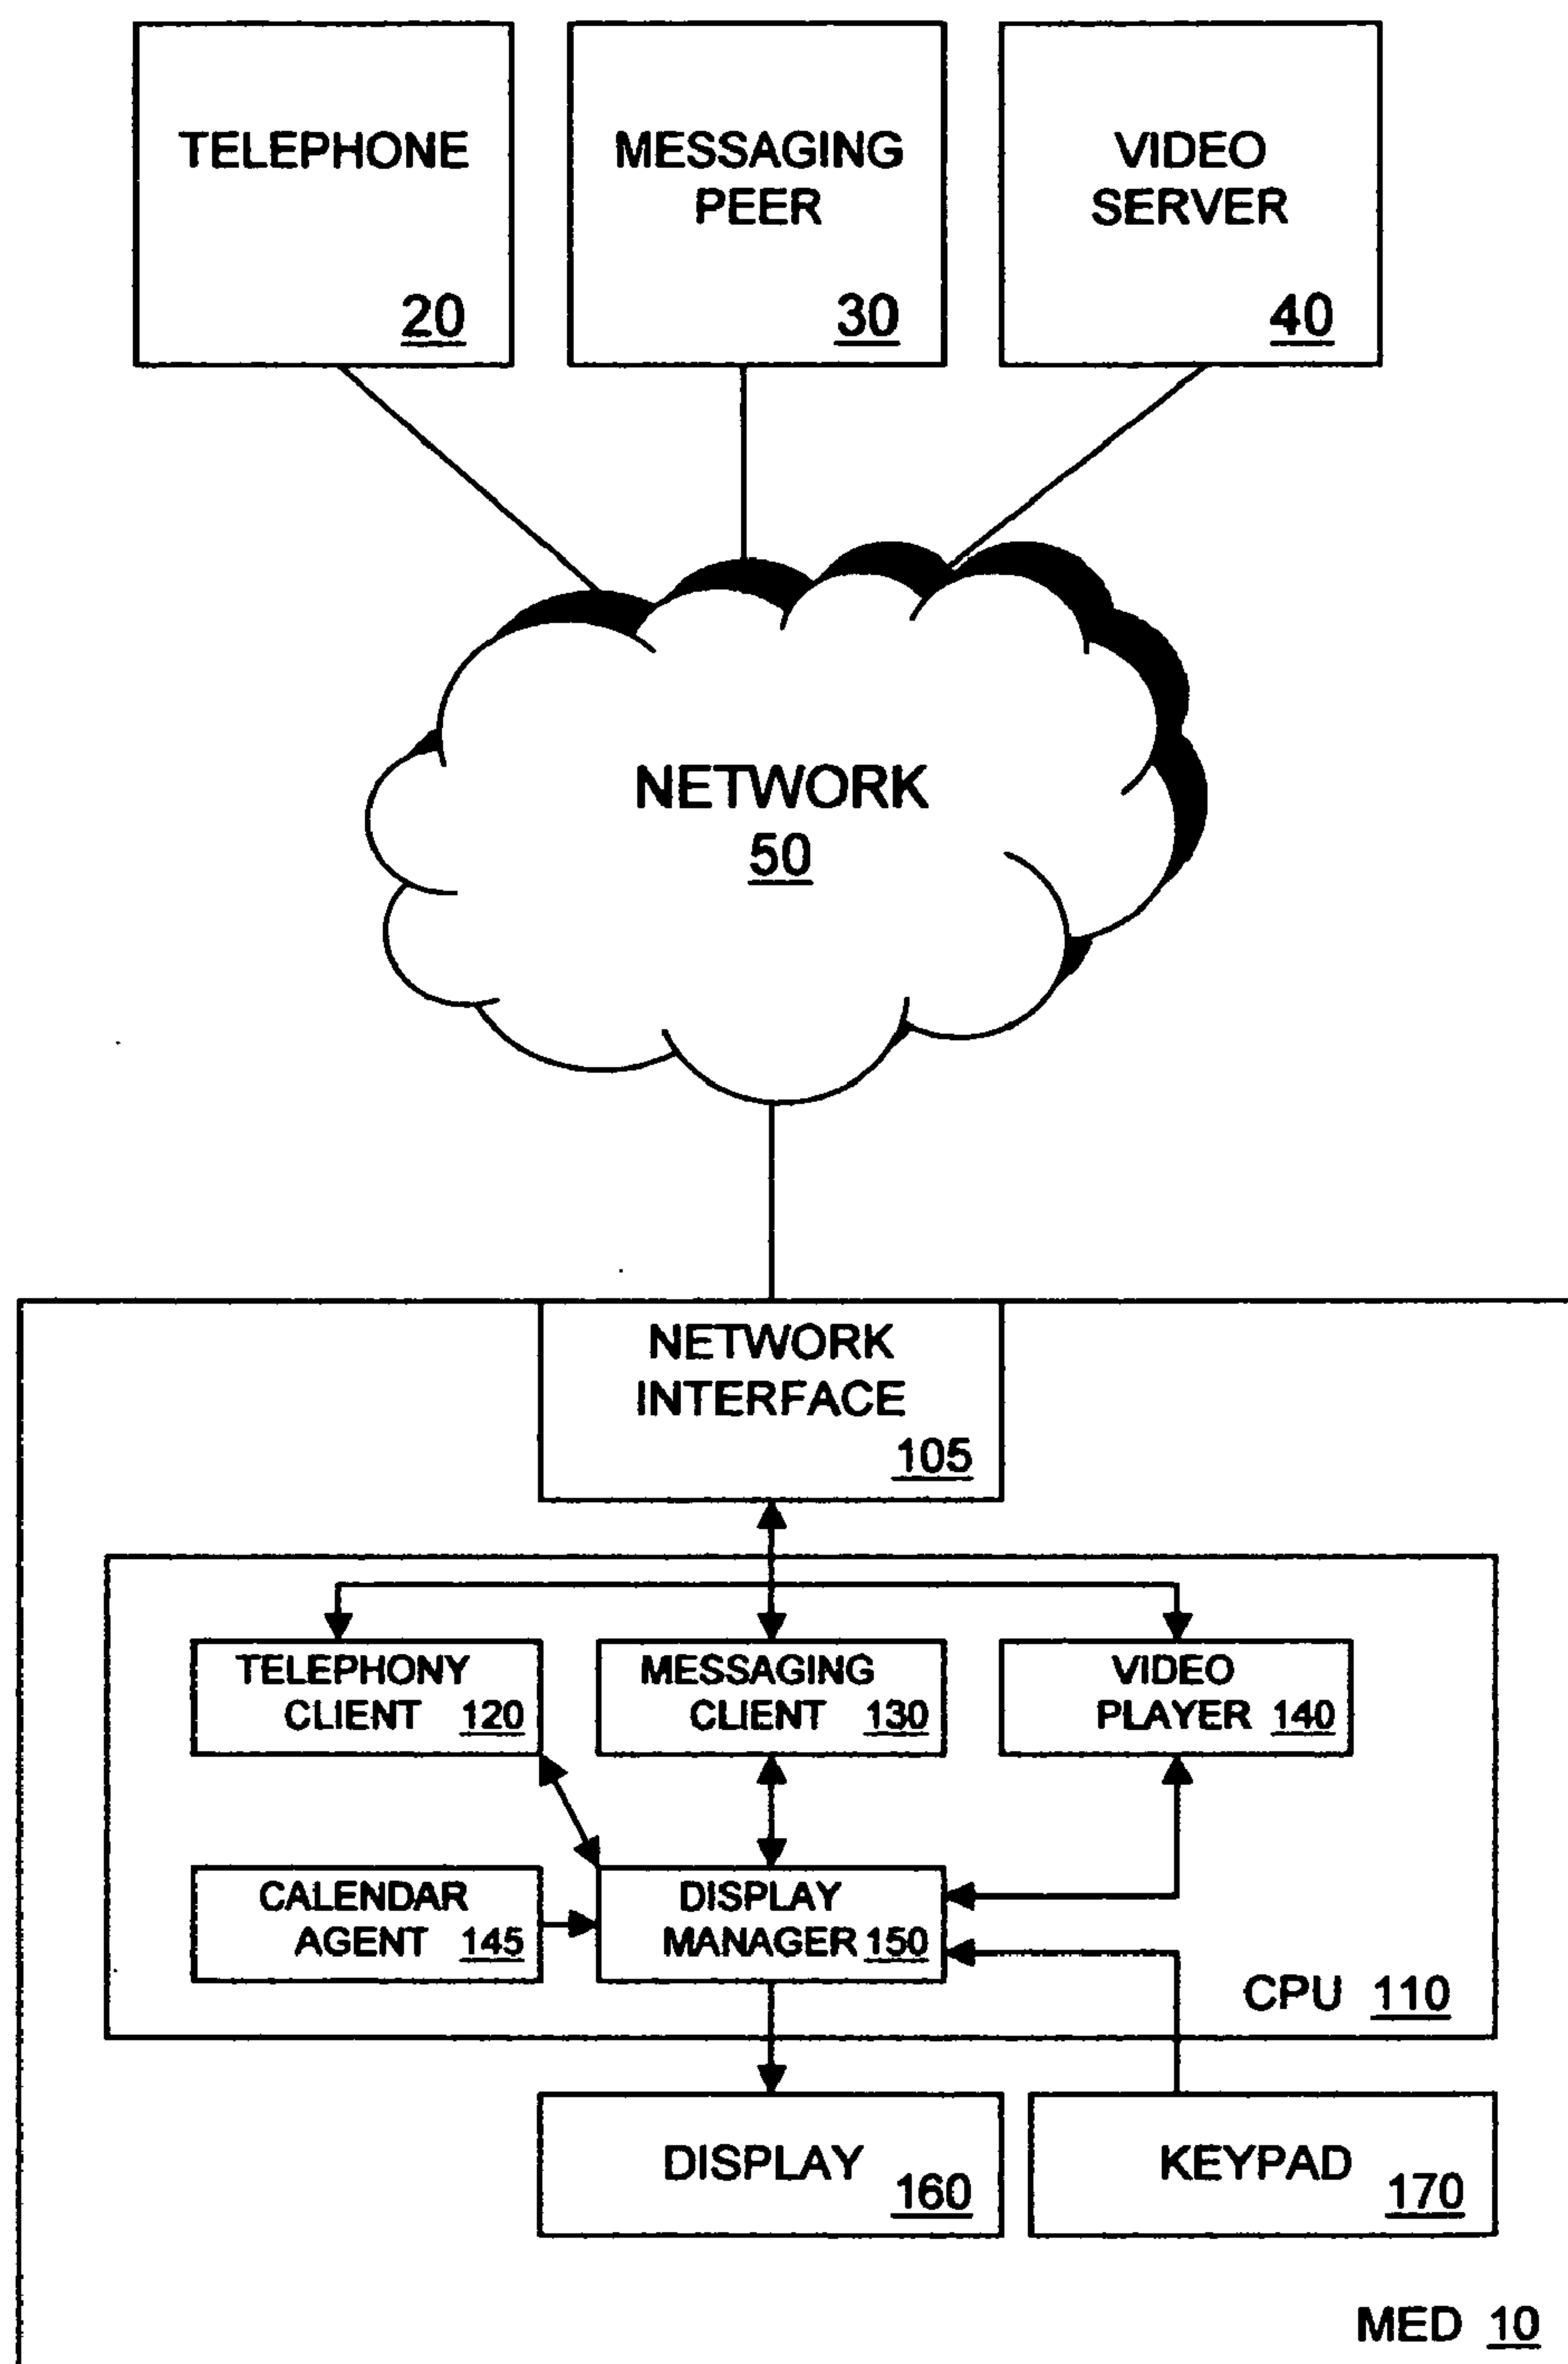 TELEPHONE
20
MESSAGING
PEER
30
VIDEO
SERVER
40
NETWORK
50
NETWORK
INTERFACE
105
TELEPHONY
CLIENT 120
MESSAGING
CLIENT 130
VIDEO
PLAYER 140
CALENDAR
AGENT 145
DISPLAY
MANAGER 150
CPU 110
DISPLAY 160
KEYPAD 170
MED 10